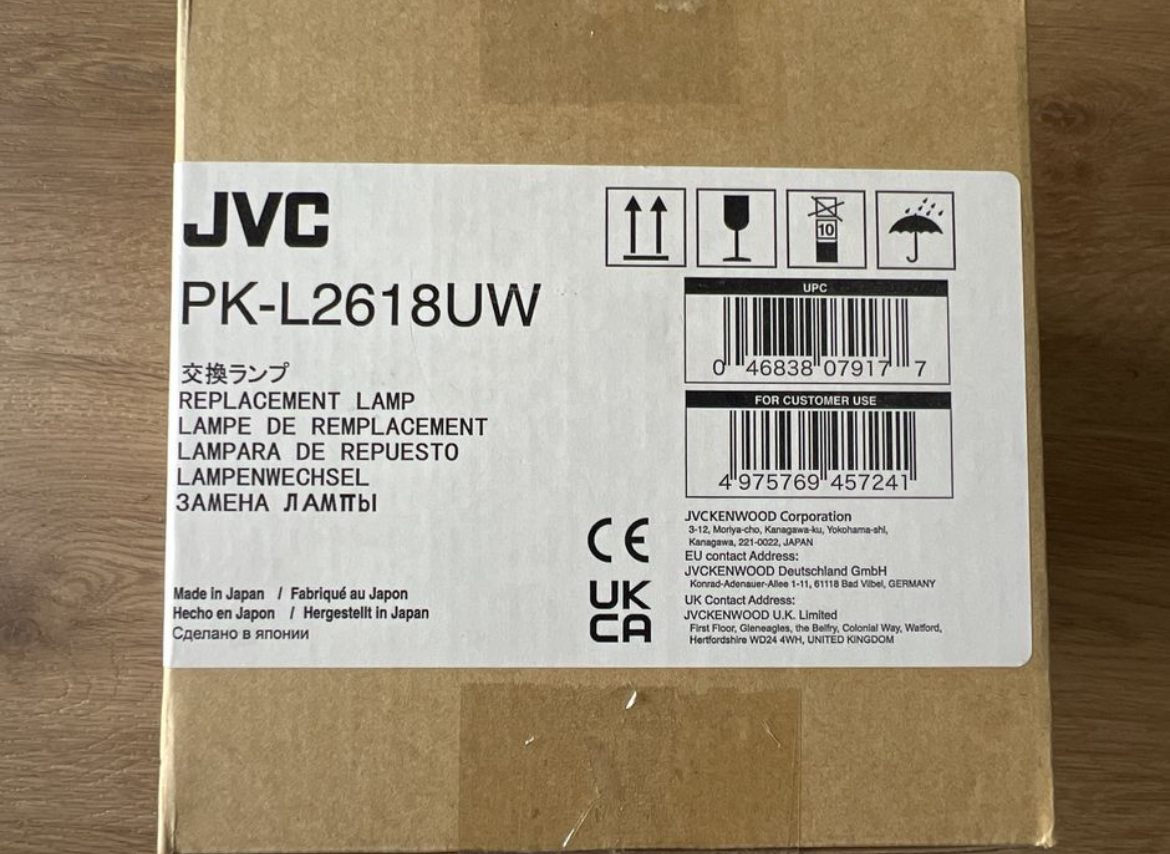 JVC
PK-L2618UW
交換ランプ
REPLACEMENT LAMP
LAMPE DE REMPLACEMENT
LAMPARA DE REPUESTO
LAMPENWECHSEL
ЗАМЕНА ЛАМПЫ
Made in Japan / Fabriqué au Japon
Hecho en Japon / Hergestellt in Japan
Сделано в японии
10
UPC
0 46838 07917 7
FOR CUSTOMER USE
4 975769 457241
CE
UK
CA
JVCKENWOOD Corporation
3-12, Moriya-cho, Kanagawa-ku, Yokohama-shi,
Kanagawa, 221-0022, JAPAN
EU contact Address:
JVCKENWOOD Deutschland GmbH
Konrad-Adenauer-Allee 1-11, 61118 Bad Vilbel, GERMANY
UK Contact Address:
JVCKENWOOD U.K. Limited
First Floor, Gleneagles, the Belfry, Colonial Way, Watford,
Hertfordshire WD24 4WH, UNITED KINGDOM